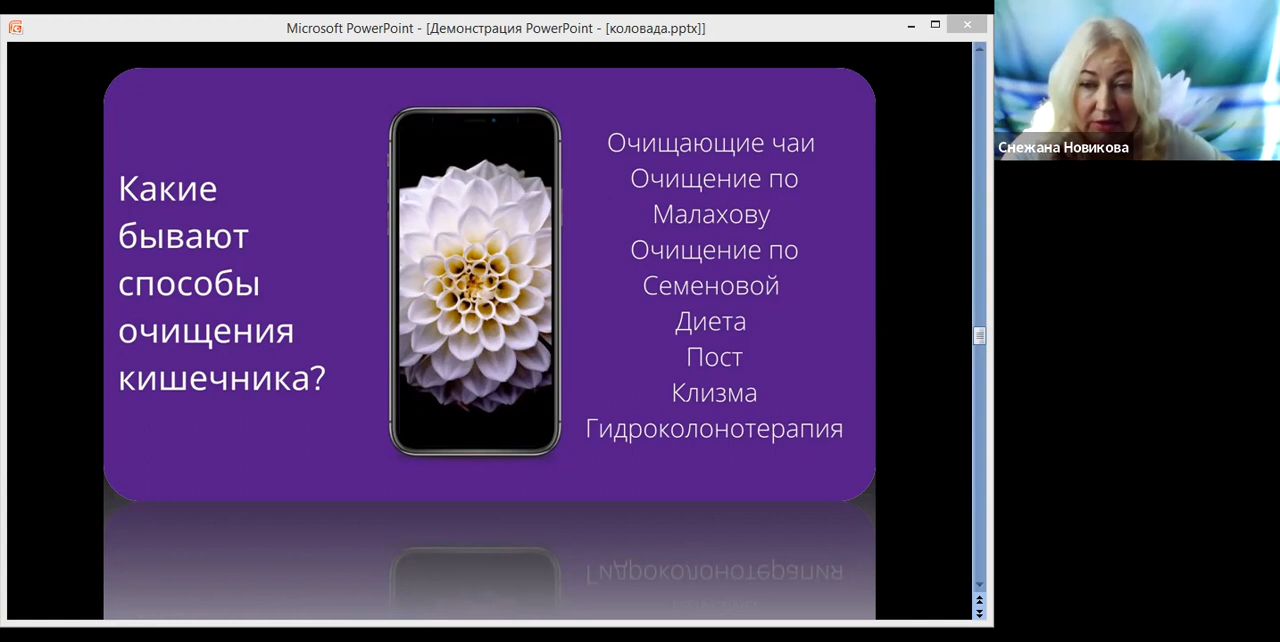 Microsoft PowerPoint - [Демонстрация PowerPoint - [коловада.pptx]]
Какие
бывают
способы
очищения
кишечника?
Очищающие чаи
Очищение по
Малахову
Очищение по
Семеновой
Диета
Пост
Клизма
Гидроколонотерапия
Снежана Новикова